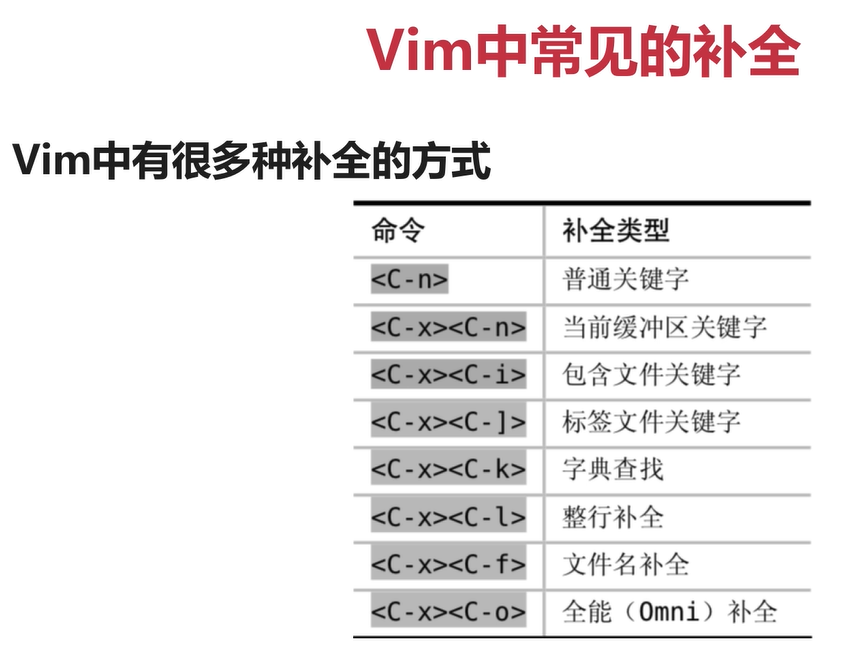 Vim中常见的补全
Vim中有很多种补全的方式
命令 补全类型
<C-n> 普通关键字
<C-x><C-n> 当前缓冲区关键字
<C-x><C-i> 包含文件关键字
<C-x><C-]> 标签文件关键字
<C-x><C-k> 字典查找
<C-x><C-l> 整行补全
<C-x><C-f> 文件名补全
<C-x><C-o> 全能（Omni）补全